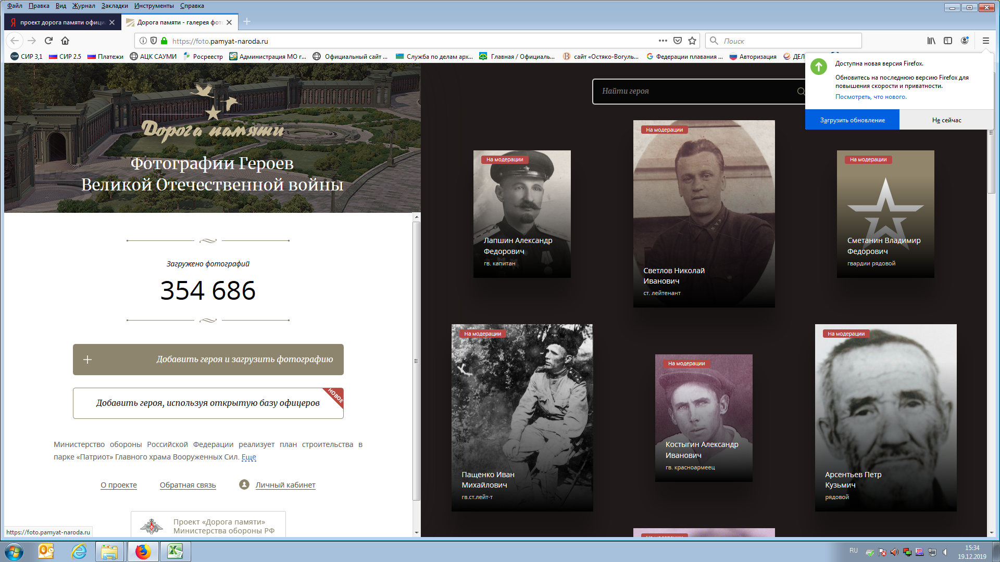 Файл Правка Вид Журнал Закладки Инструменты Справка
проект дорога памяти офици
Дорога памяти - галерея фот
https://foto.pamyat-naroda.ru
Поиск
СИР 3,1
СИР 2.5
Платежи
АЦК САУМИ
Росреестр
Администрация МО г...
Официальный сайт ...
Служба по делам арх...
Главная / Официаль...
сайт «Остяко-Вогуль...
Федерации плавания ...
Авторизация
ДЕЛ
Доступна новая версия Firefox.
Обновитесь на последнюю версию Firefox для
повышения скорости и приватности.
Посмотреть, что нового.
Загрузить обновление
Не сейчас
Дорога памяти
Фотографии Героев
Великой Отечественной войны
Загружено фотографий
354 686
Добавить героя и загрузить фотографию
Добавить героя, используя открытую базу офицеров
НОВОЕ
Министерство обороны Российской Федерации реализует план строительства в
парке «Патриот» Главного храма Вооруженных Сил. Еще
О проекте
Обратная связь
Личный кабинет
Проект «Дорога памяти»
Министерства обороны РФ
https://foto.pamyat-naroda.ru
Найти героя
На модерации
Лапшин Александр
Федорович
гв. капитан
На модерации
Светлов Николай
Иванович
ст. лейтенант
На модерации
Сметанин Владимир
Федорович
гвардии рядовой
На модерации
Пащенко Иван
Михайлович
гв.ст.лейт-т
На модерации
Костыгин Александр
Иванович
гв. красноармеец
На модерации
Арсентьев Петр
Кузьмич
рядовой
RU
15:34
19.12.2019